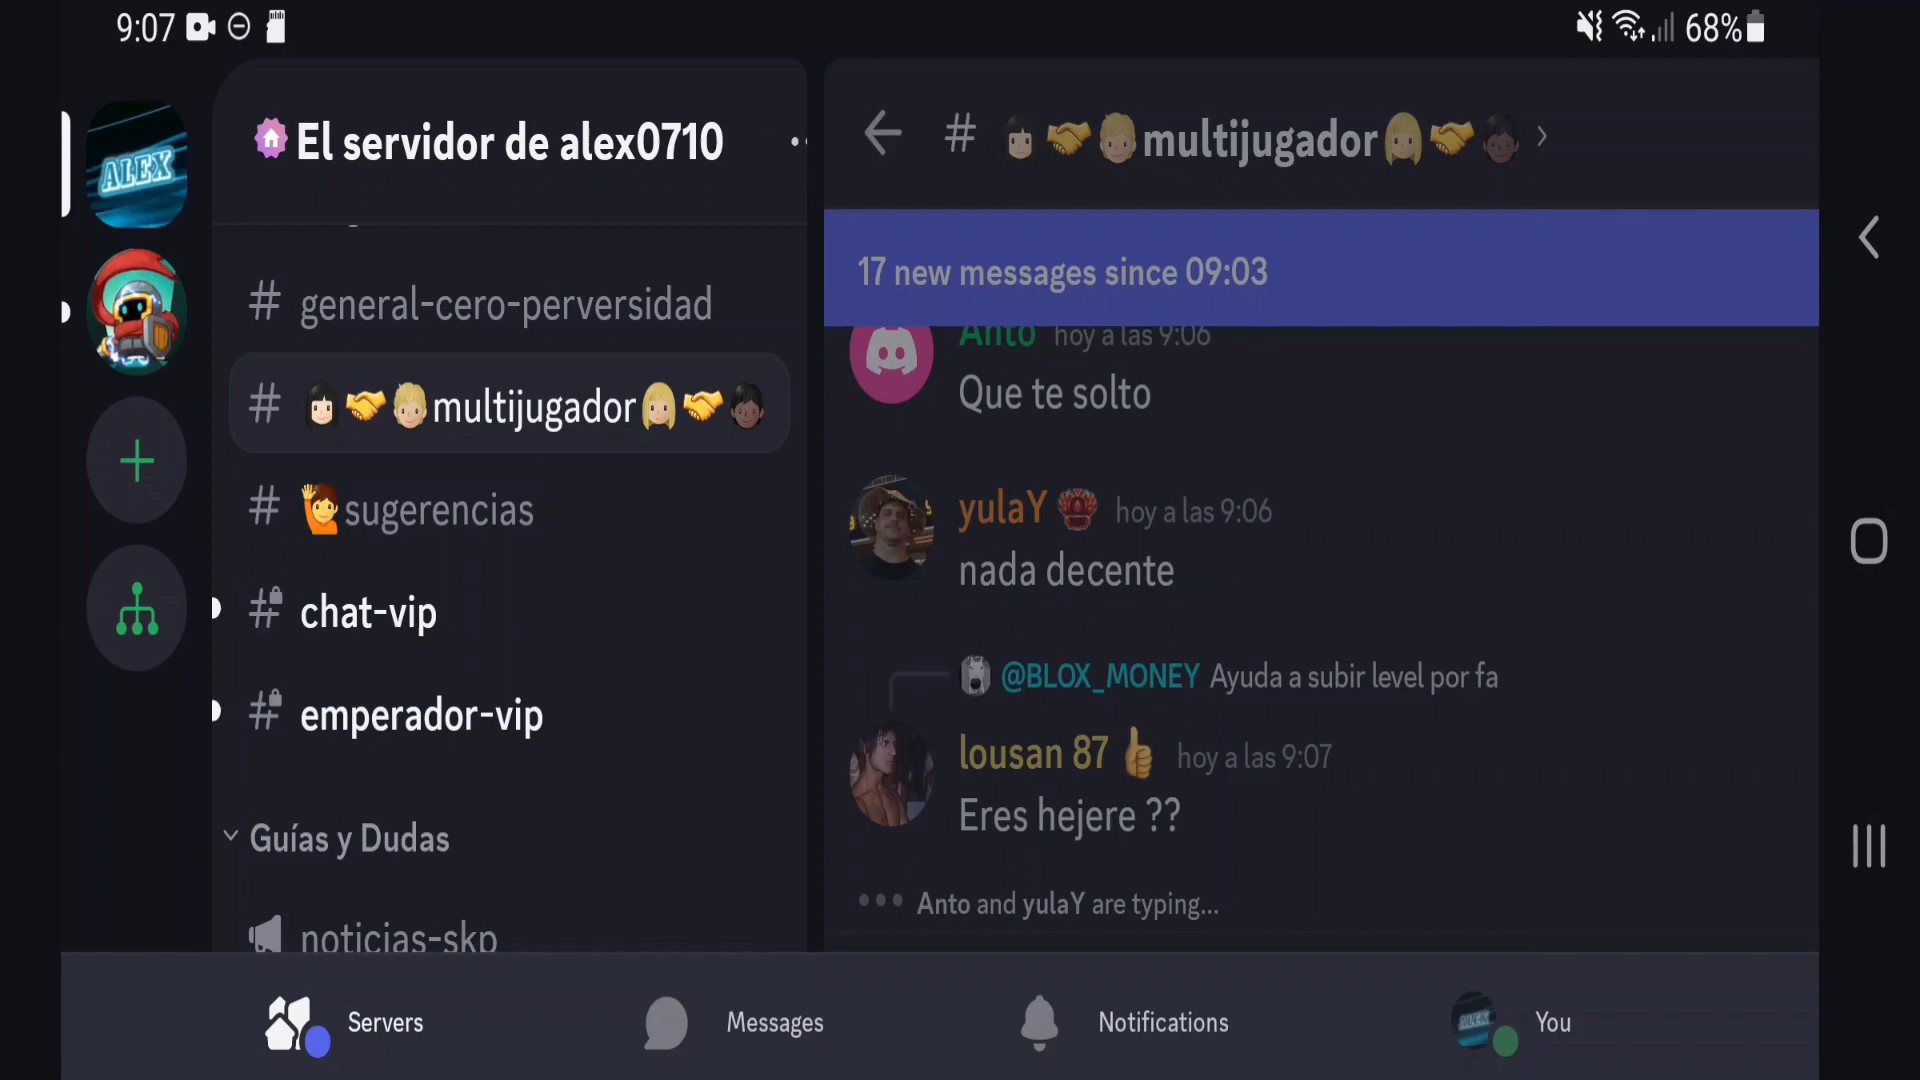 9:07
68%
ALEX
El servidor de alex0710
general-cero-perversidad
multijugador
sugerencias
chat-vip
emperador-vip
Guías y Dudas
noticias-skp
multijugador
17 new messages since 09:03
Anto hoy a las 9:06
Que te solto
yulaY hoy a las 9:06
nada decente
@BLOX_MONEY Ayuda a subir level por fa
lousan 87 hoy a las 9:07
Eres hejere ??
Anto and yulaY are typing...
Servers
Messages
Notifications
ALEX
You